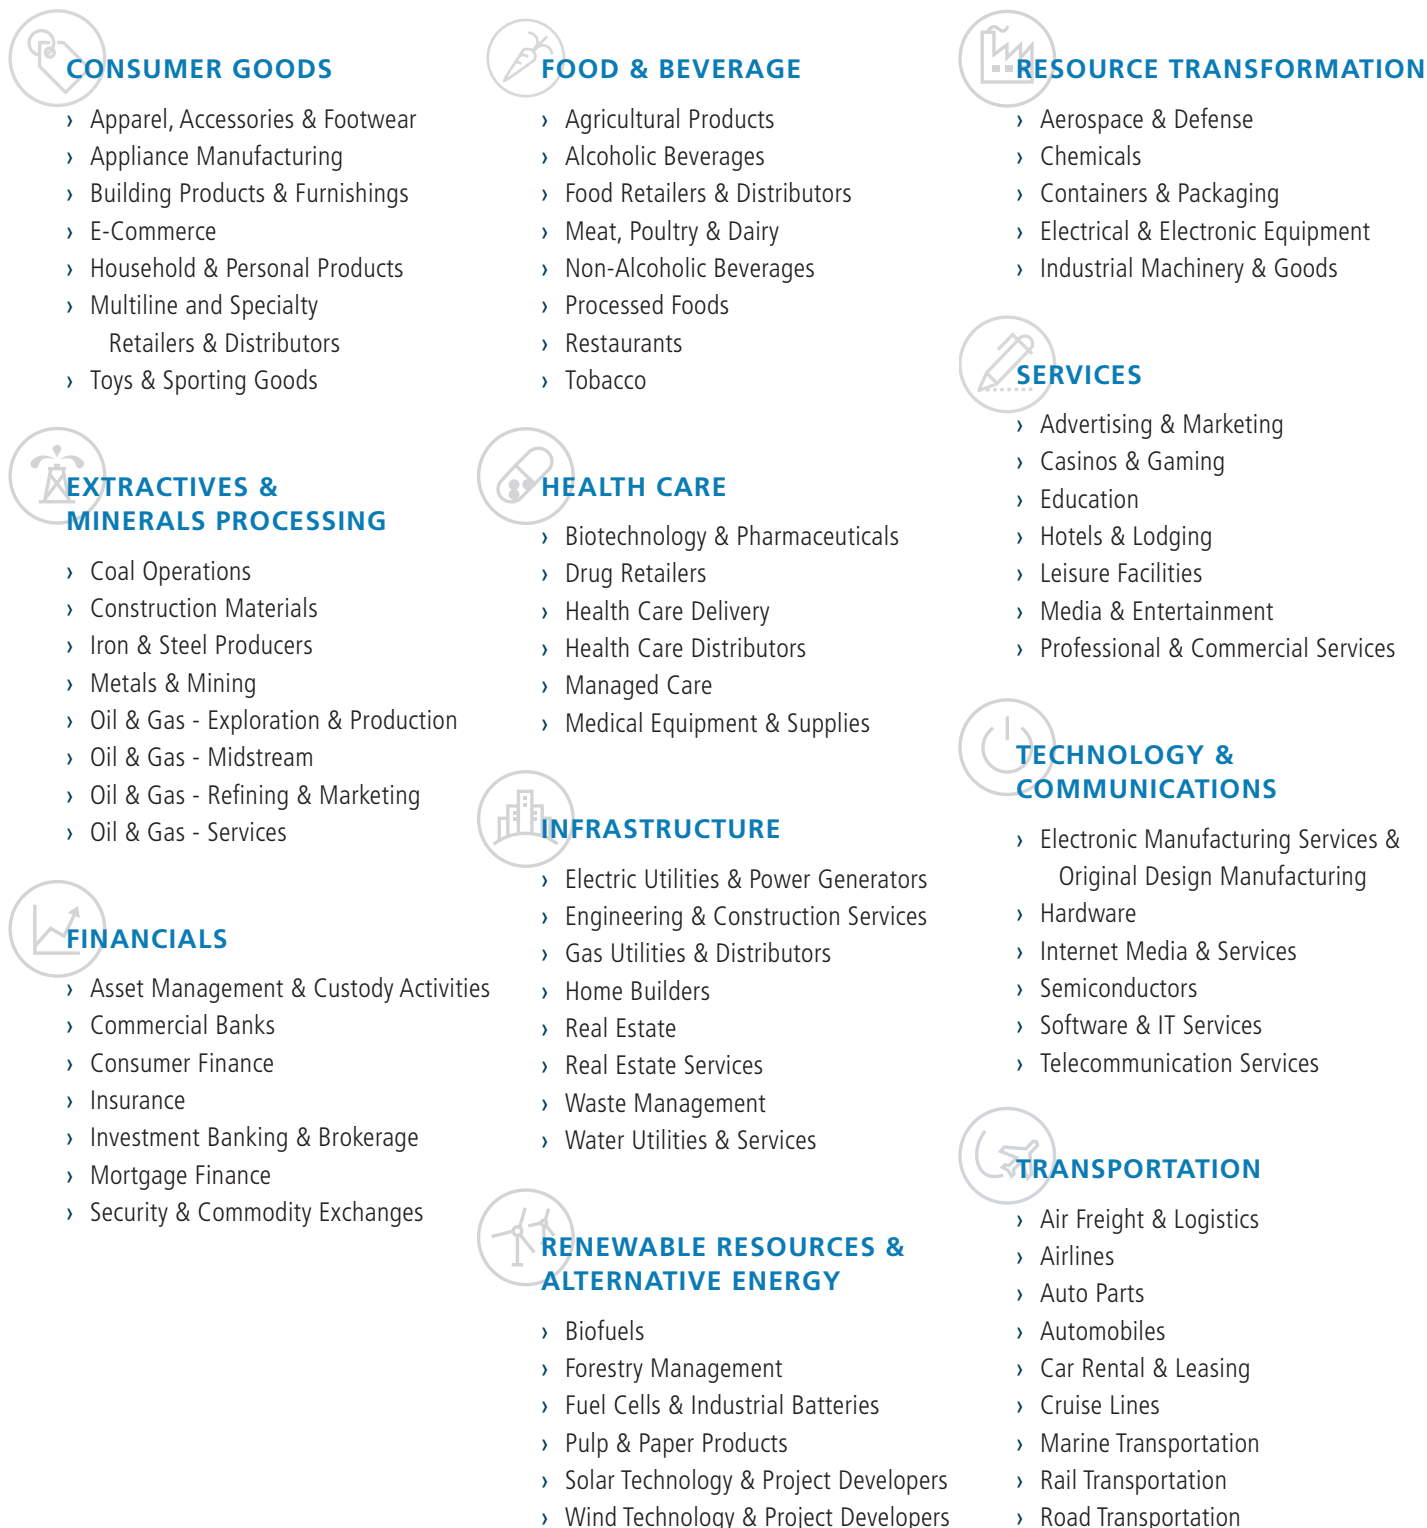 CONSUMER GOODS
› Apparel, Accessories & Footwear
› Appliance Manufacturing
› Building Products & Furnishings
› E-Commerce
› Household & Personal Products
› Multiline and Specialty
Retailers & Distributors
› Toys & Sporting Goods
EXTRACTIVES &
MINERALS PROCESSING
› Coal Operations
› Construction Materials
› Iron & Steel Producers
› Metals & Mining
› Oil & Gas - Exploration & Production
› Oil & Gas - Midstream
› Oil & Gas - Refining & Marketing
› Oil & Gas - Services
FINANCIALS
› Asset Management & Custody Activities
› Commercial Banks
› Consumer Finance
› Insurance
› Investment Banking & Brokerage
› Mortgage Finance
› Security & Commodity Exchanges
FOOD & BEVERAGE
› Agricultural Products
› Alcoholic Beverages
› Food Retailers & Distributors
› Meat, Poultry & Dairy
› Non-Alcoholic Beverages
› Processed Foods
› Restaurants
› Tobacco
HEALTH CARE
› Biotechnology & Pharmaceuticals
› Drug Retailers
› Health Care Delivery
› Health Care Distributors
› Managed Care
› Medical Equipment & Supplies
INFRASTRUCTURE
› Electric Utilities & Power Generators
› Engineering & Construction Services
› Gas Utilities & Distributors
› Home Builders
› Real Estate
› Real Estate Services
› Waste Management
› Water Utilities & Services
RENEWABLE RESOURCES &
ALTERNATIVE ENERGY
› Biofuels
› Forestry Management
› Fuel Cells & Industrial Batteries
› Pulp & Paper Products
› Solar Technology & Project Developers
› Wind Technology & Project Developers
RESOURCE TRANSFORMATION
› Aerospace & Defense
› Chemicals
› Containers & Packaging
› Electrical & Electronic Equipment
› Industrial Machinery & Goods
SERVICES
› Advertising & Marketing
› Casinos & Gaming
› Education
› Hotels & Lodging
› Leisure Facilities
› Media & Entertainment
› Professional & Commercial Services
TECHNOLOGY &
COMMUNICATIONS
› Electronic Manufacturing Services &
Original Design Manufacturing
› Hardware
› Internet Media & Services
› Semiconductors
› Software & IT Services
› Telecommunication Services
TRANSPORTATION
› Air Freight & Logistics
› Airlines
› Auto Parts
› Automobiles
› Car Rental & Leasing
› Cruise Lines
› Marine Transportation
› Rail Transportation
› Road Transportation